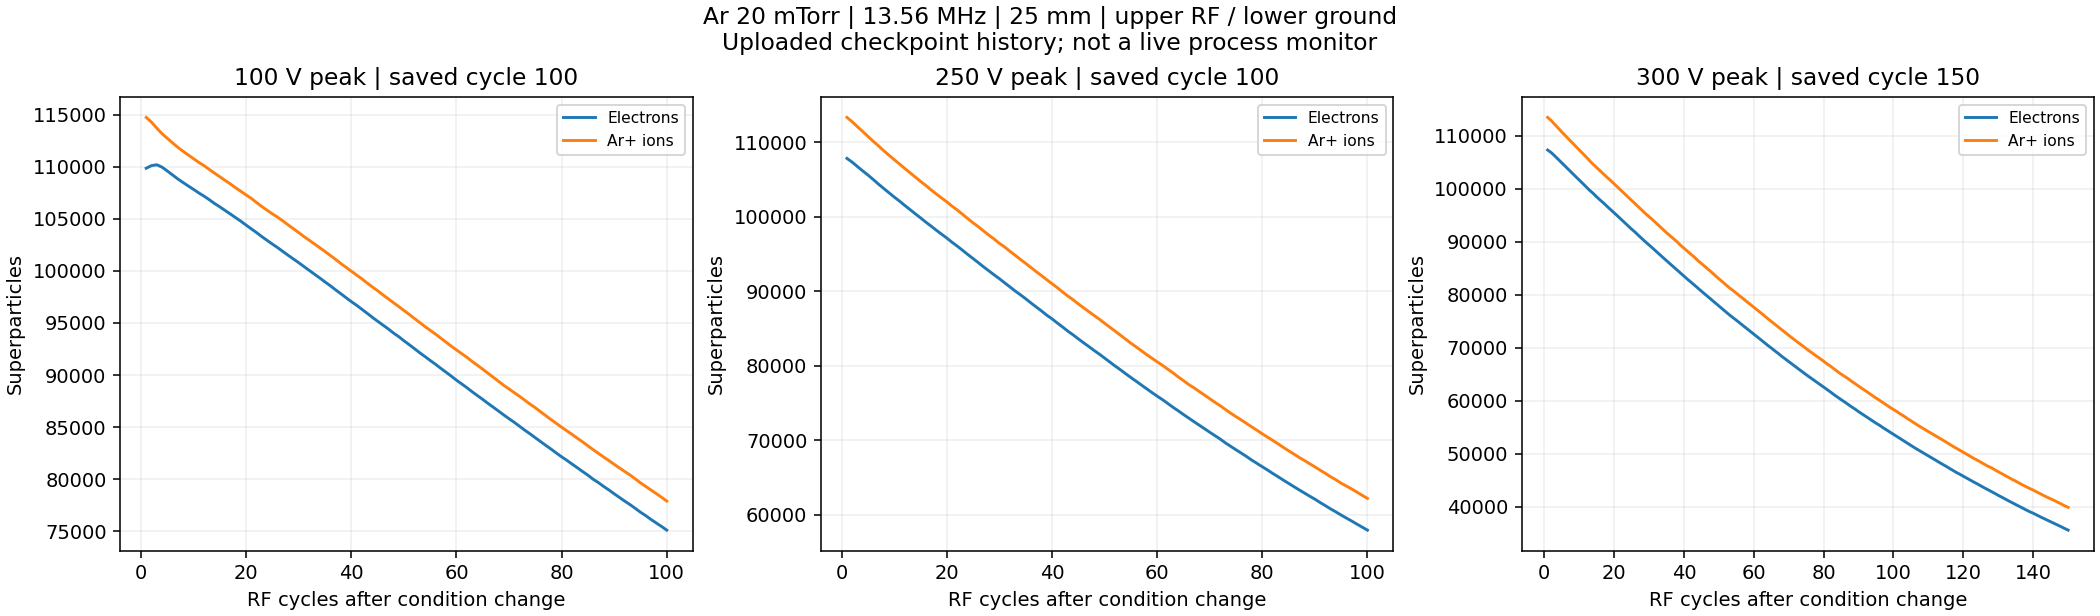 Ar 20 mTorr | 13.56 MHz | 25 mm | upper RF / lower ground
Uploaded checkpoint history; not a live process monitor
100 V peak | saved cycle 100
Superparticles
115000
110000
105000
100000
95000
90000
85000
80000
75000
Electrons
Ar+ ions
0
20
40
60
80
100
RF cycles after condition change
250 V peak | saved cycle 100
Superparticles
110000
100000
90000
80000
70000
60000
Electrons
Ar+ ions
0
20
40
60
80
100
RF cycles after condition change
300 V peak | saved cycle 150
Superparticles
110000
100000
90000
80000
70000
60000
50000
40000
Electrons
Ar+ ions
0
20
40
60
80
100
120
140
RF cycles after condition change